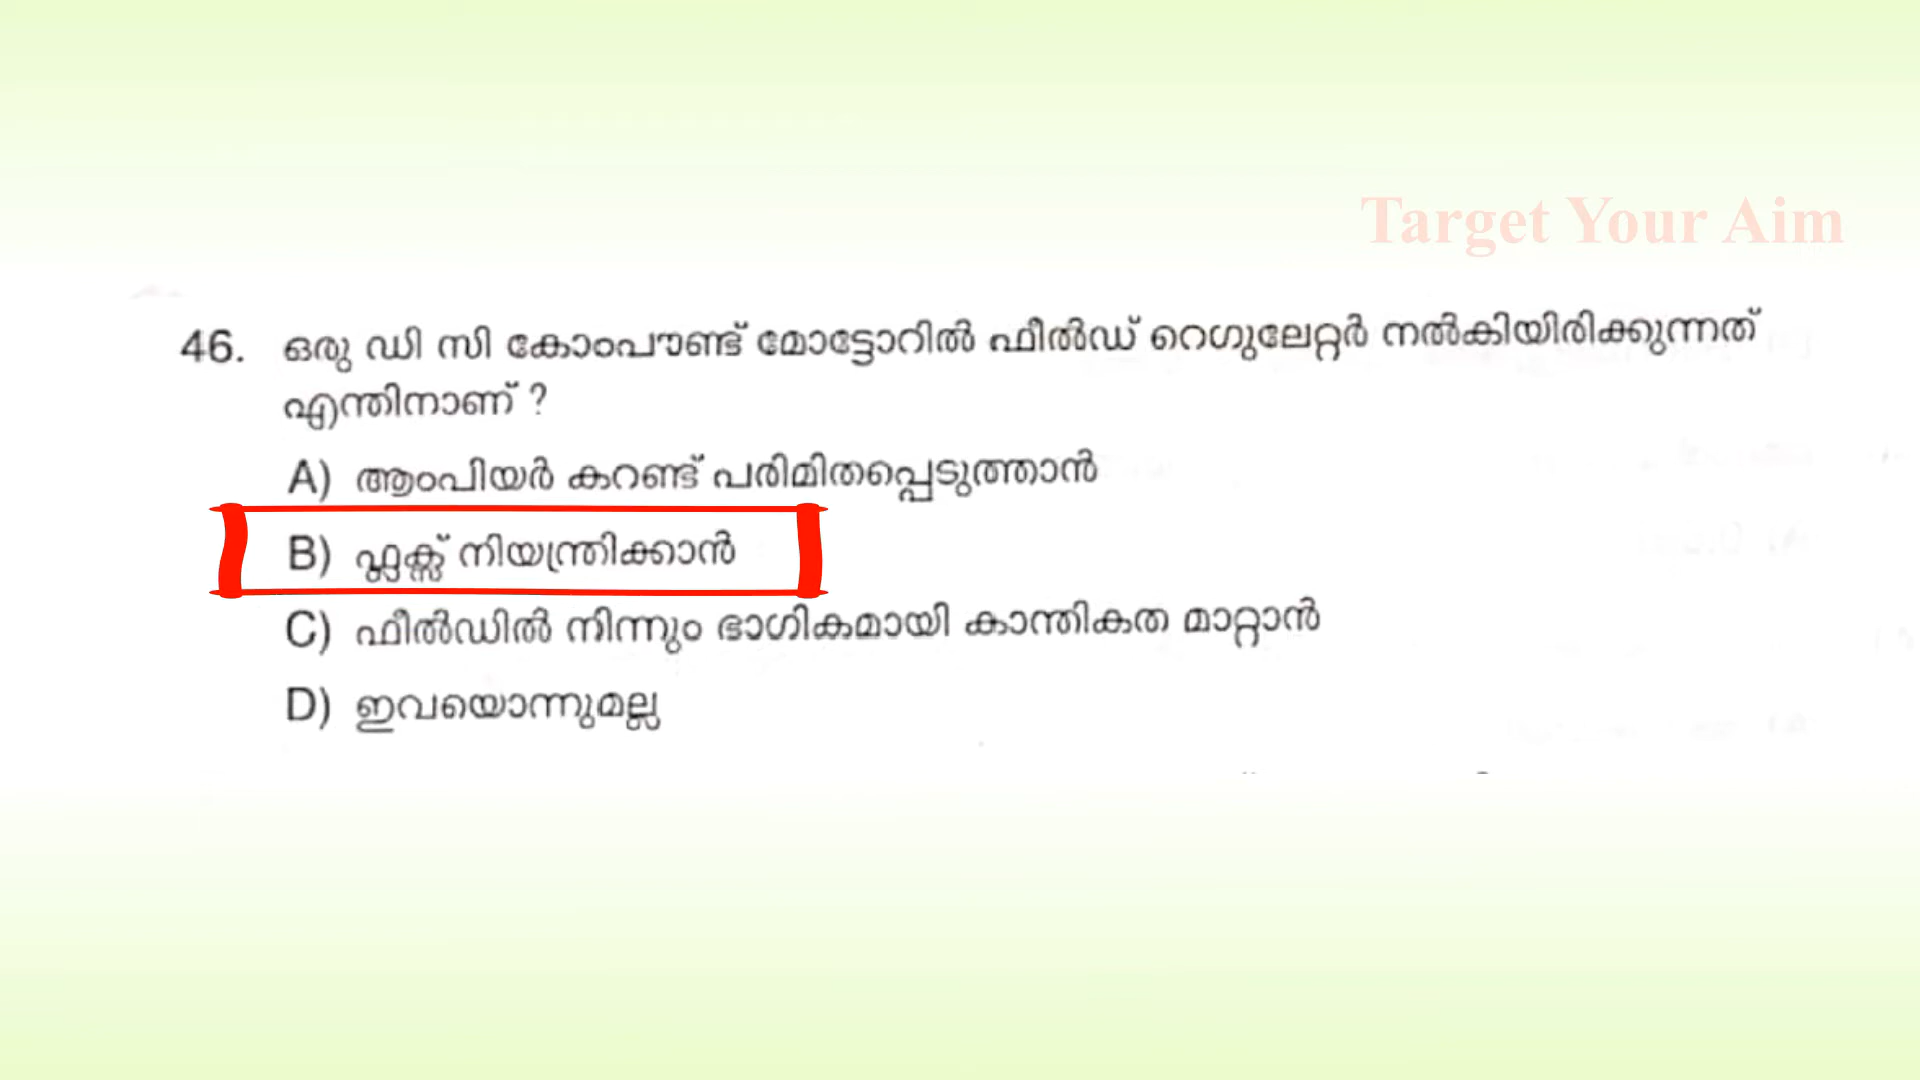 Target Your Aim
46. ഒരു ഡി സി കോംപൗണ്ട് മോട്ടോറിൽ ഫീൽഡ് റെഗുലേറ്റർ നൽകിയിരിക്കുന്നത്
എന്തിനാണ് ?
A) ആംപിയർ കറണ്ട് പരിമിതപ്പെടുത്താൻ
B) ഫ്ലക്സ് നിയന്ത്രിക്കാൻ
C) ഫീൽഡിൽ നിന്നും ഭാഗികമായി കാന്തികത മാറ്റാൻ
D) ഇവയൊന്നുമല്ല